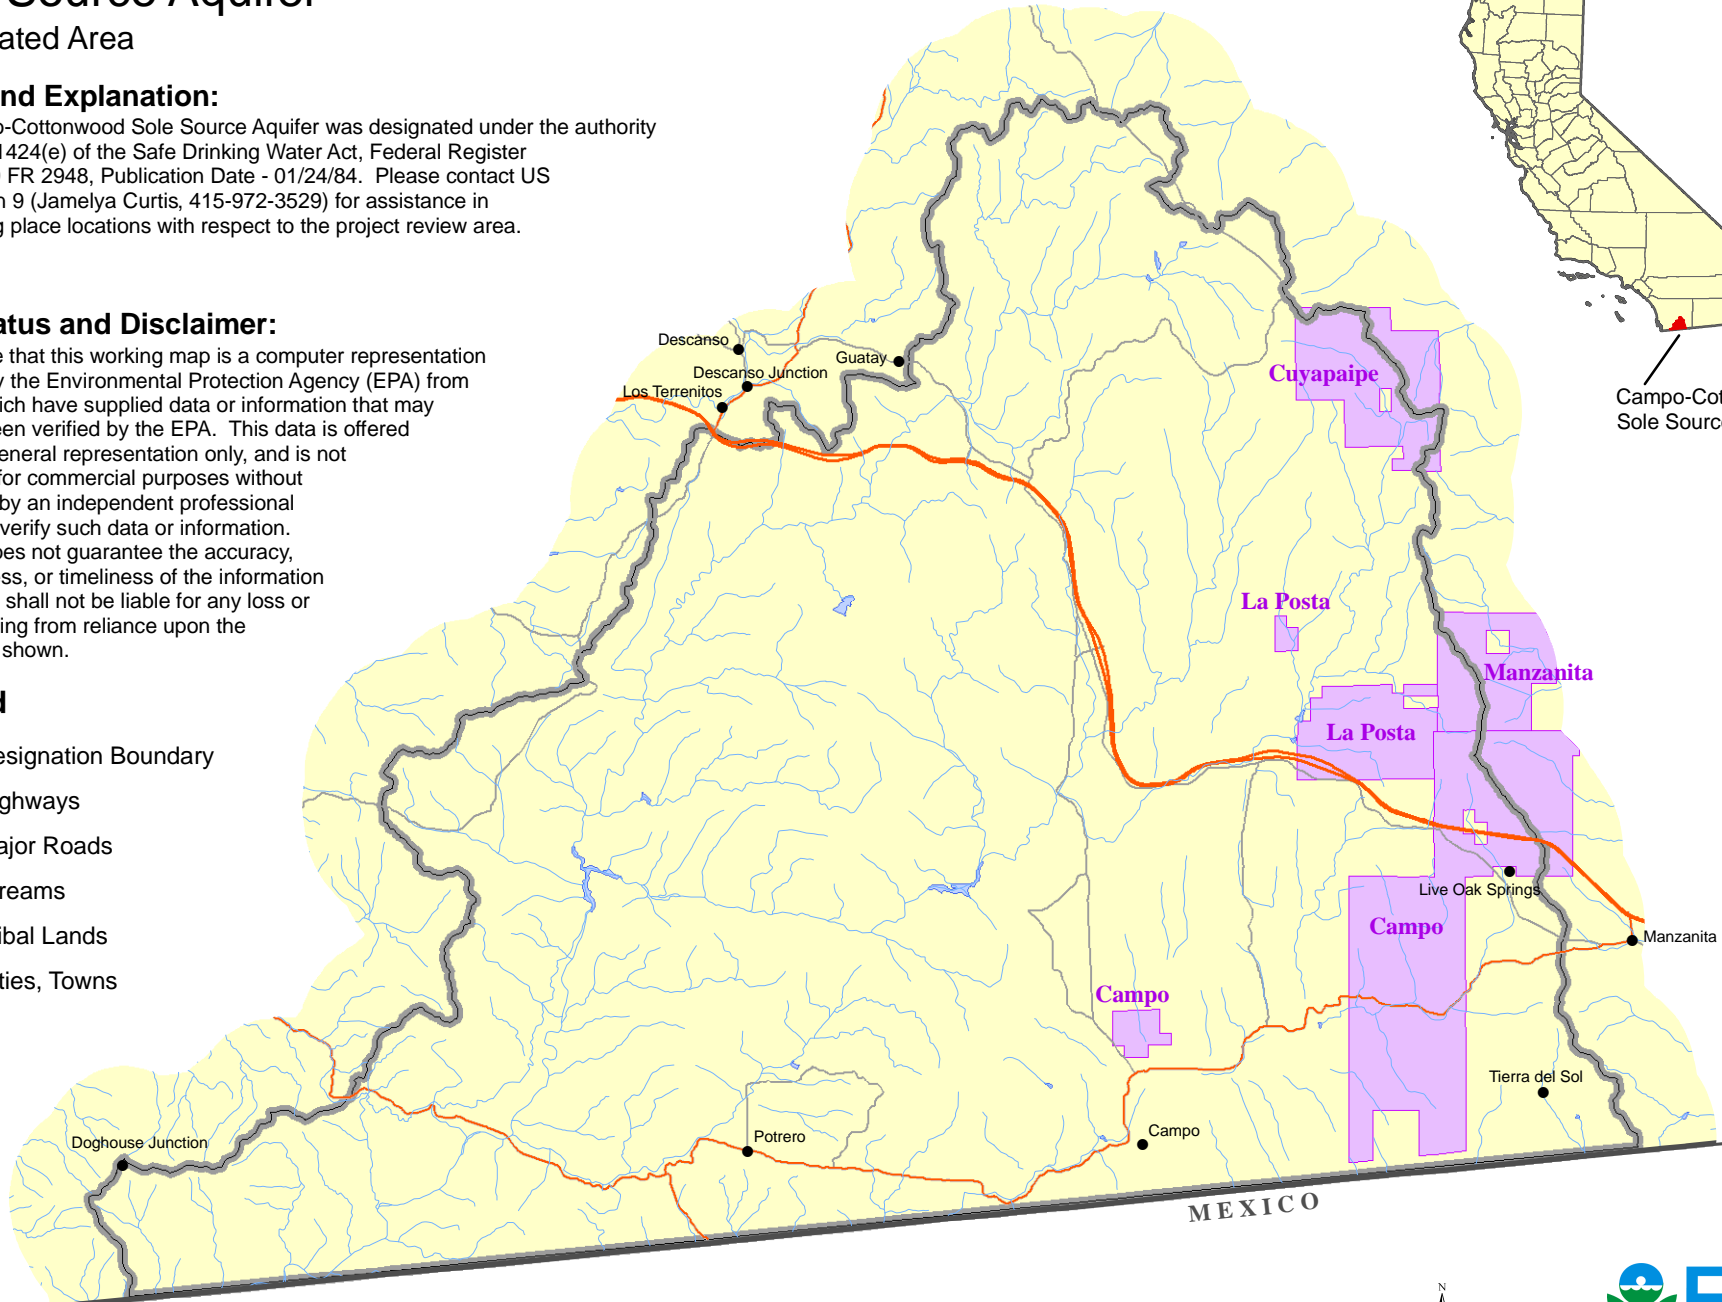 Source Aquifer
ated Area
nd Explanation:
o-Cottonwood Sole Source Aquifer was designated under the authority
1424(e) of the Safe Drinking Water Act, Federal Register
FR 2948, Publication Date - 01/24/84. Please contact US
n 9 (Jamelya Curtis, 415-972-3529) for assistance in
g place locations with respect to the project review area.
atus and Disclaimer:
e that this working map is a computer representation
y the Environmental Protection Agency (EPA) from
ich have supplied data or information that may
een verified by the EPA. This data is offered
eneral representation only, and is not
for commercial purposes without
by an independent professional
verify such data or information.
oes not guarantee the accuracy,
ess, or timeliness of the information
shall not be liable for any loss or
ing from reliance upon the
shown.
d
esignation Boundary
ghways
ajor Roads
reams
ibal Lands
ties, Towns
Campo-Cot
Sole Sourc
Descanso
Guatay
Descanso Junction
Los Terrenitos
Cuyapaipe
La Posta
Manzanita
La Posta
Live Oak Springs
Campo
Manzanita
Campo
Tierra del Sol
Doghouse Junction
Potrero
Campo
MEXICO
N